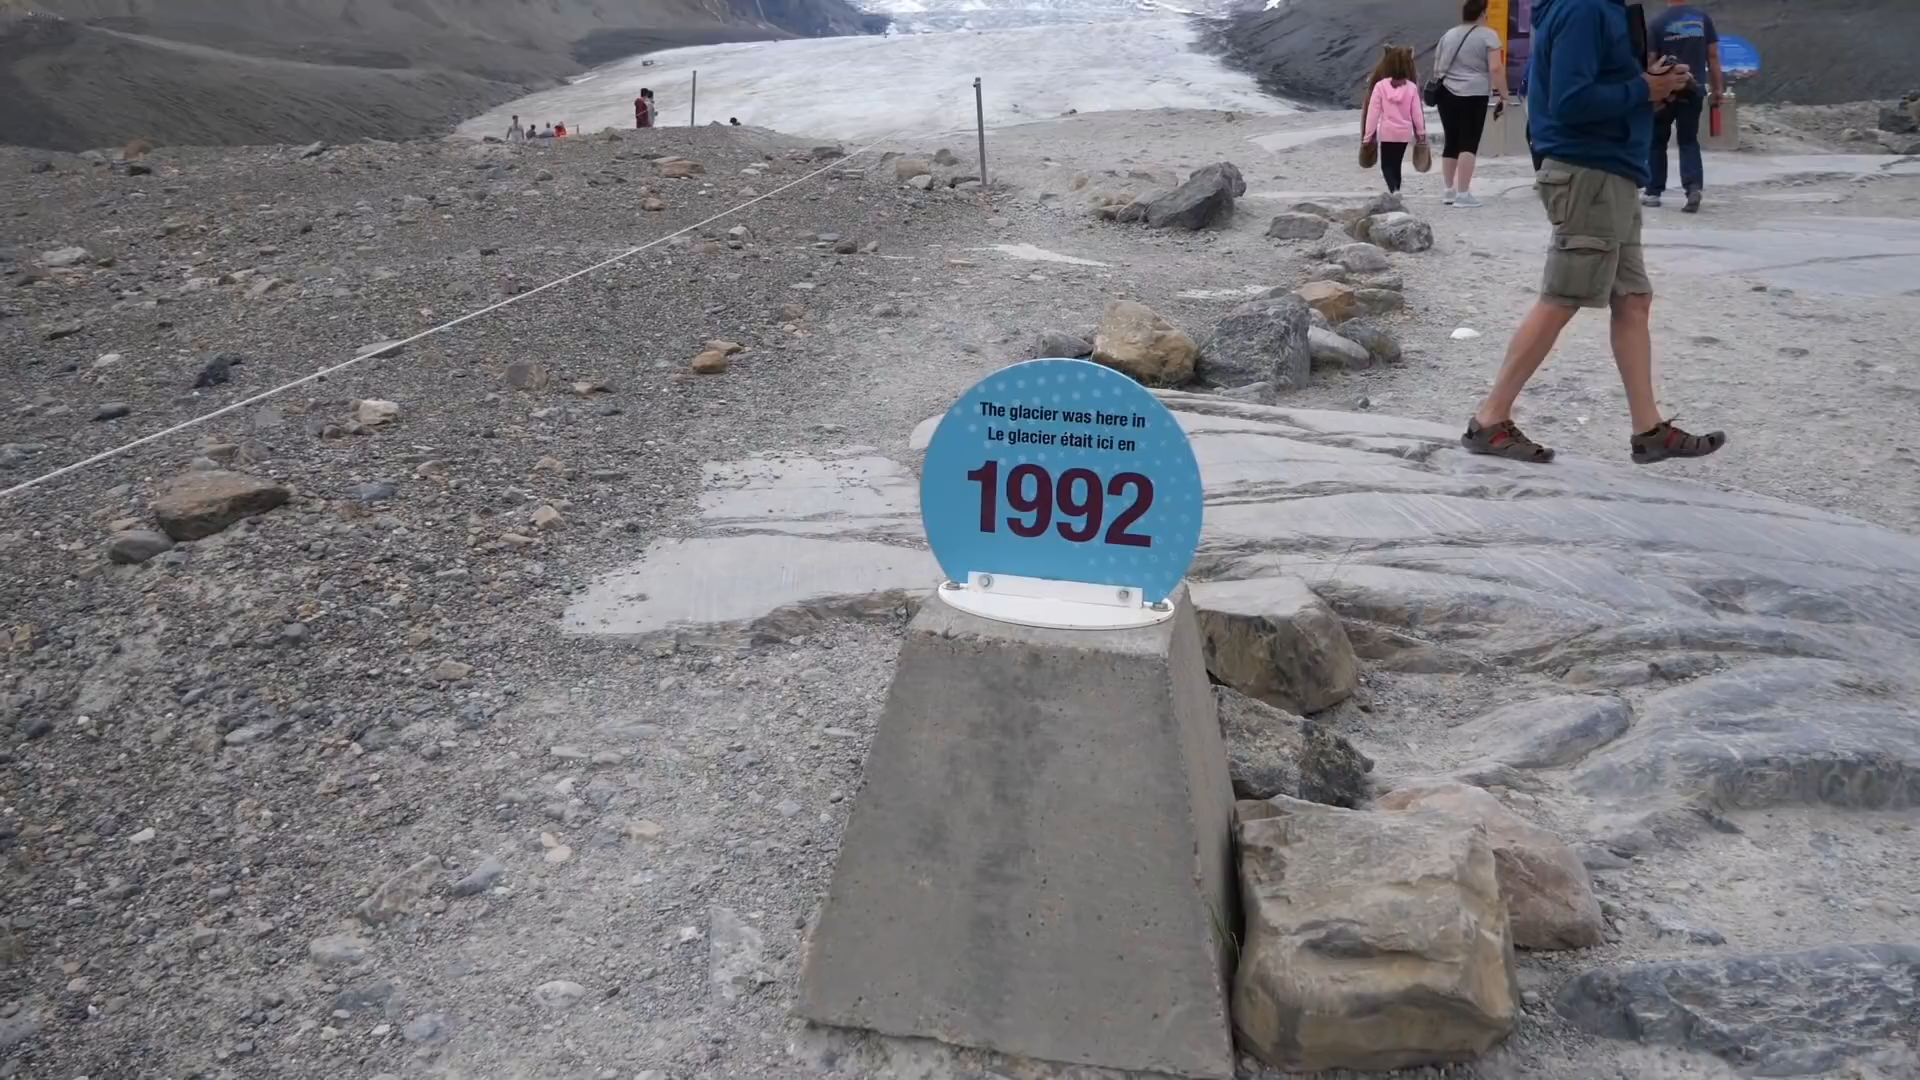 The glacier was here in
Le glacier était ici en
1992